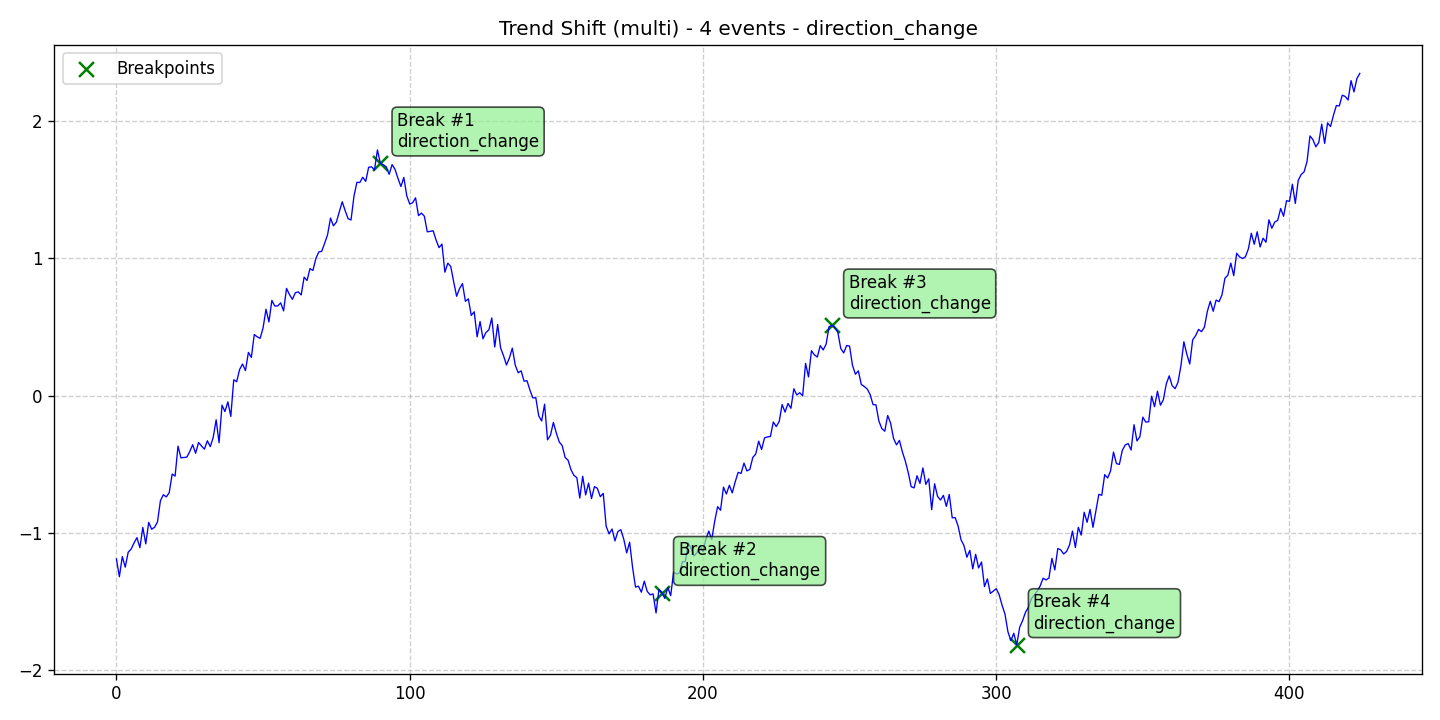 Trend Shift (multi) - 4 events - direction_change
Breakpoints
Break #1
direction_change
Break #3
direction_change
Break #2
direction_change
Break #4
direction_change
2
1
0
−1
−2
0
100
200
300
400